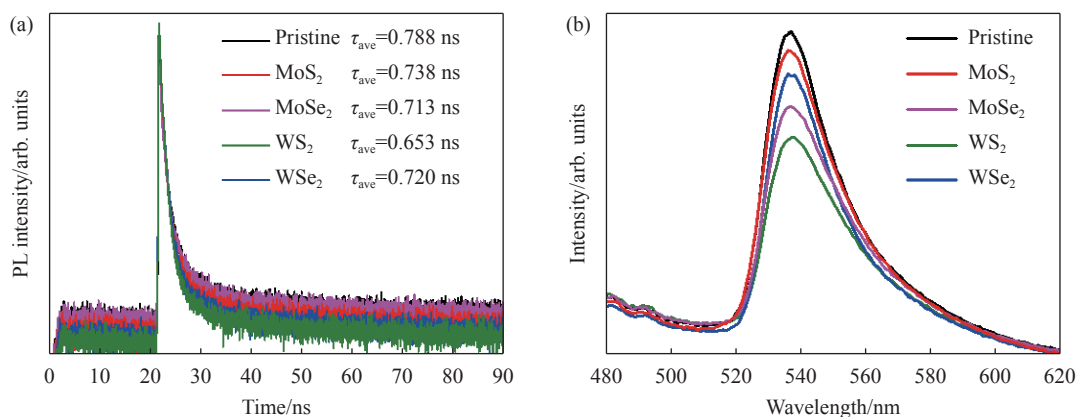 (a)
Pristine τave=0.788 ns
MoS2 τave=0.738 ns
MoSe2 τave=0.713 ns
WS2 τave=0.653 ns
WSe2 τave=0.720 ns
PL intensity/arb. units
0 10 20 30 40 50 60 70 80 90
Time/ns
(b)
Pristine
MoS2
MoSe2
WS2
WSe2
Intensity/arb. units
480 500 520 540 560 580 600 620
Wavelength/nm